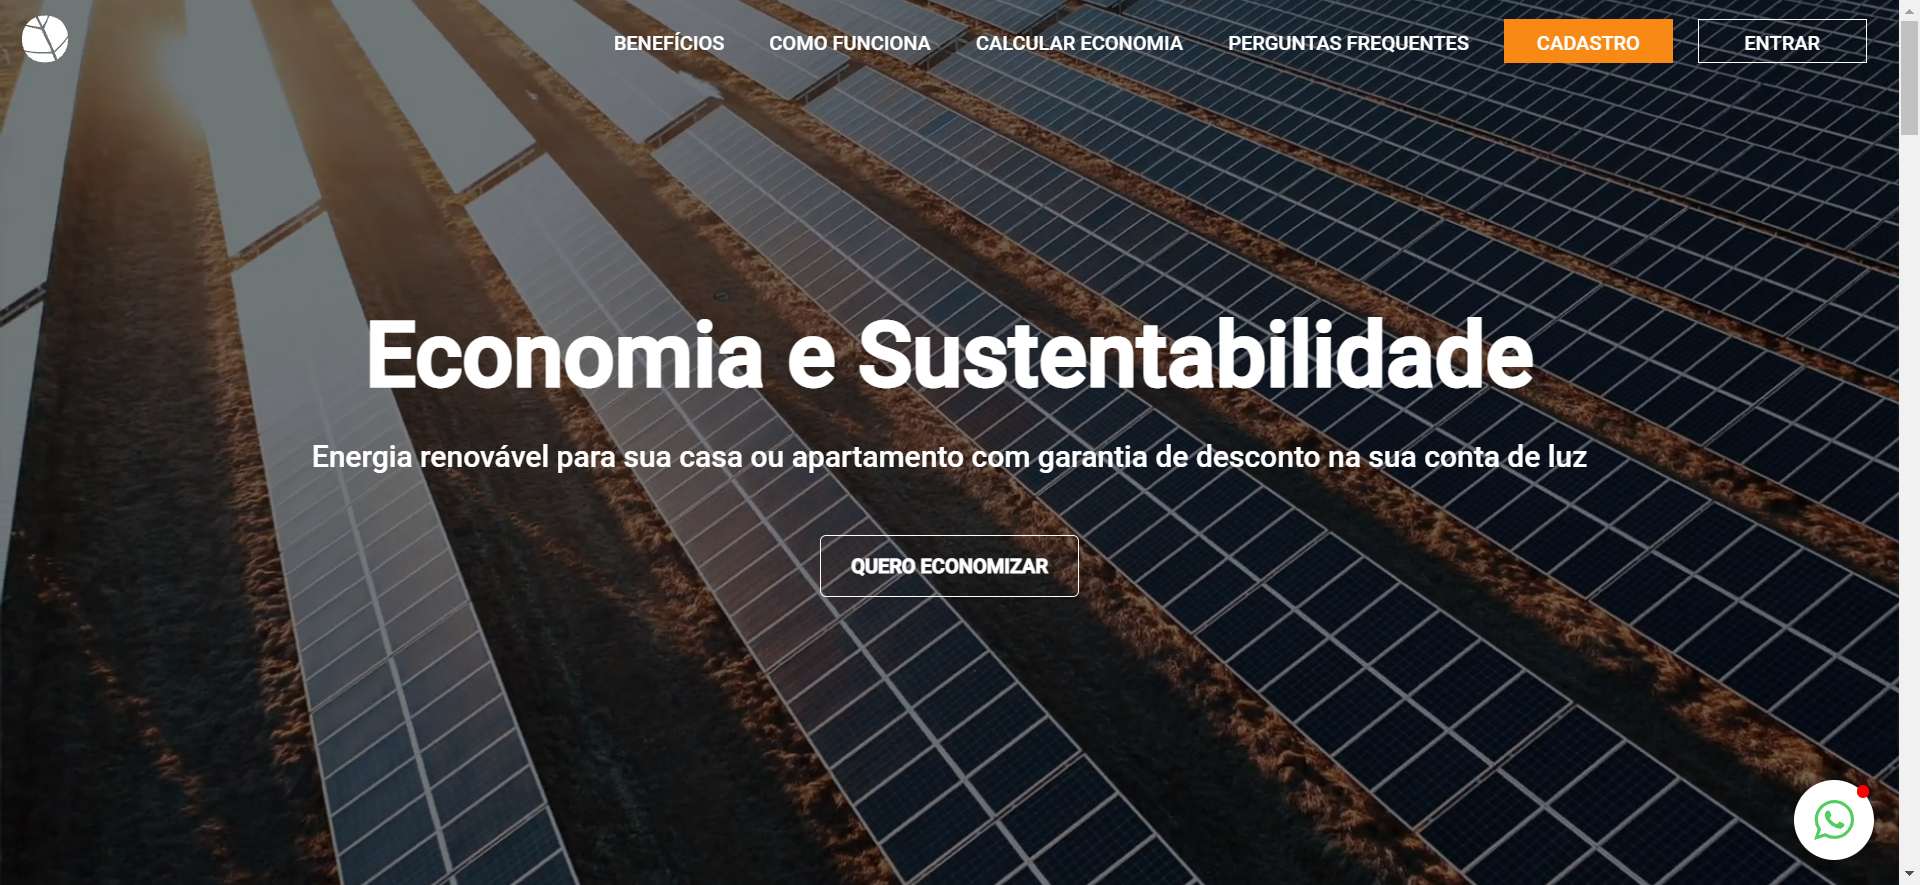 BENEFÍCIOS COMO FUNCIONA CALCULAR ECONOMIA PERGUNTAS FREQUENTES CADASTRO ENTRAR
Economia e Sustentabilidade
Energia renovável para sua casa ou apartamento com garantia de desconto na sua conta de luz
QUERO ECONOMIZAR